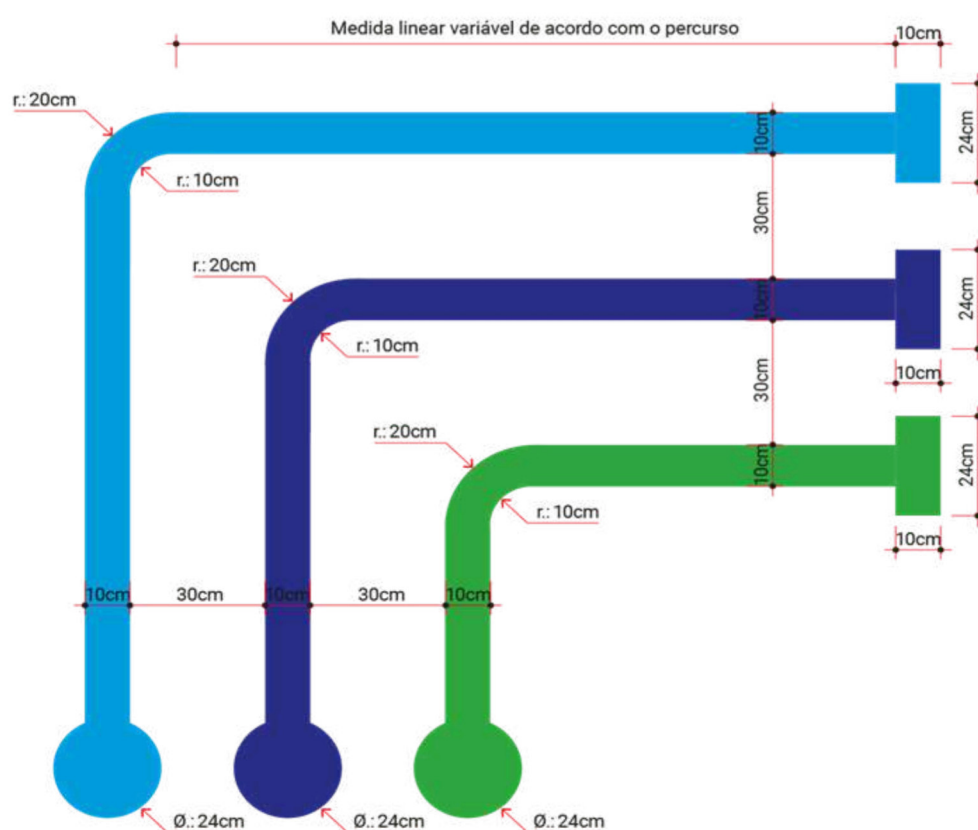 Medida linear variável de acordo com o percurso
10cm
r.: 20cm
10cm
24cm
r.: 10cm
30cm
r.: 20cm
10cm
24cm
r.: 10cm
10cm
30cm
r.: 20cm
10cm
24cm
r.: 10cm
10cm
10cm
30cm
10cm
30cm
10cm
Ø.: 24cm
Ø.: 24cm
Ø.: 24cm